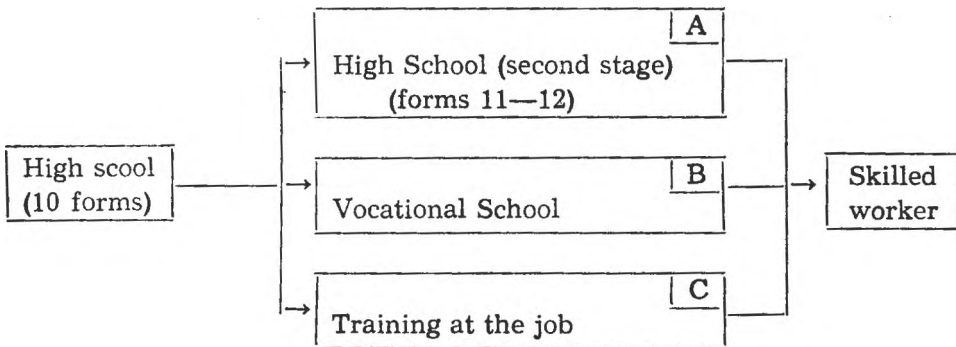 A
High School (second stage)
(forms 11—12)
High scool
(10 forms)
B
Vocational School
Skilled
worker
C
Training at the job